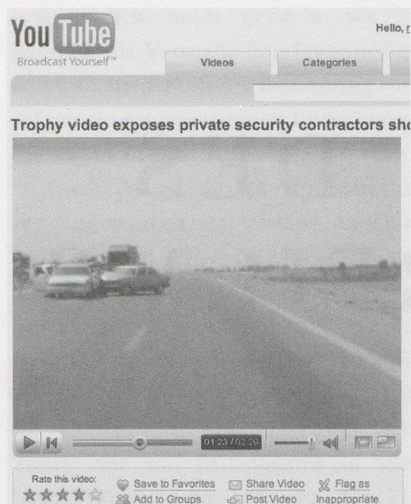 You Tube
Hello,
Broadcast Yourself™
Videos Categories
Trophy video exposes private security contractors sho
01:23 / 02:20
Rate this video:
Save to Favorites Share Video Flag as
Add to Groups Post Video Inappropriate